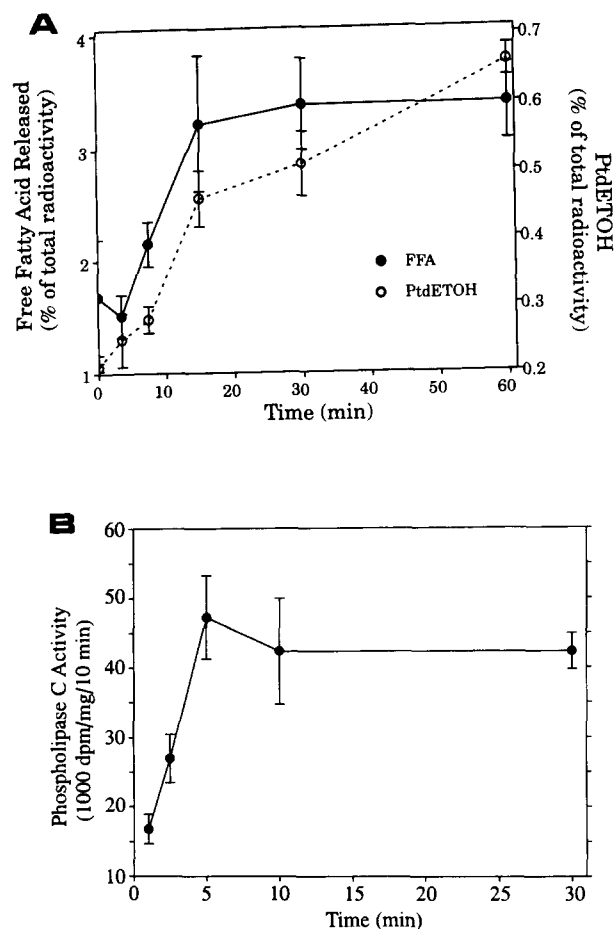 A
Free Fatty Acid Released
(% of total radioactivity)
4
3
2
1
0.7
0.6
0.5
0.4
0.3
0.2
PtdETOH
(% of total radioactivity)
FFA
PtdETOH
0 10 20 30 40 50 60
Time (min)
B
Phospholipase C Activity
(1000 dpm/mg/10 min)
60
50
40
30
20
10
0 5 10 15 20 25 30
Time (min)